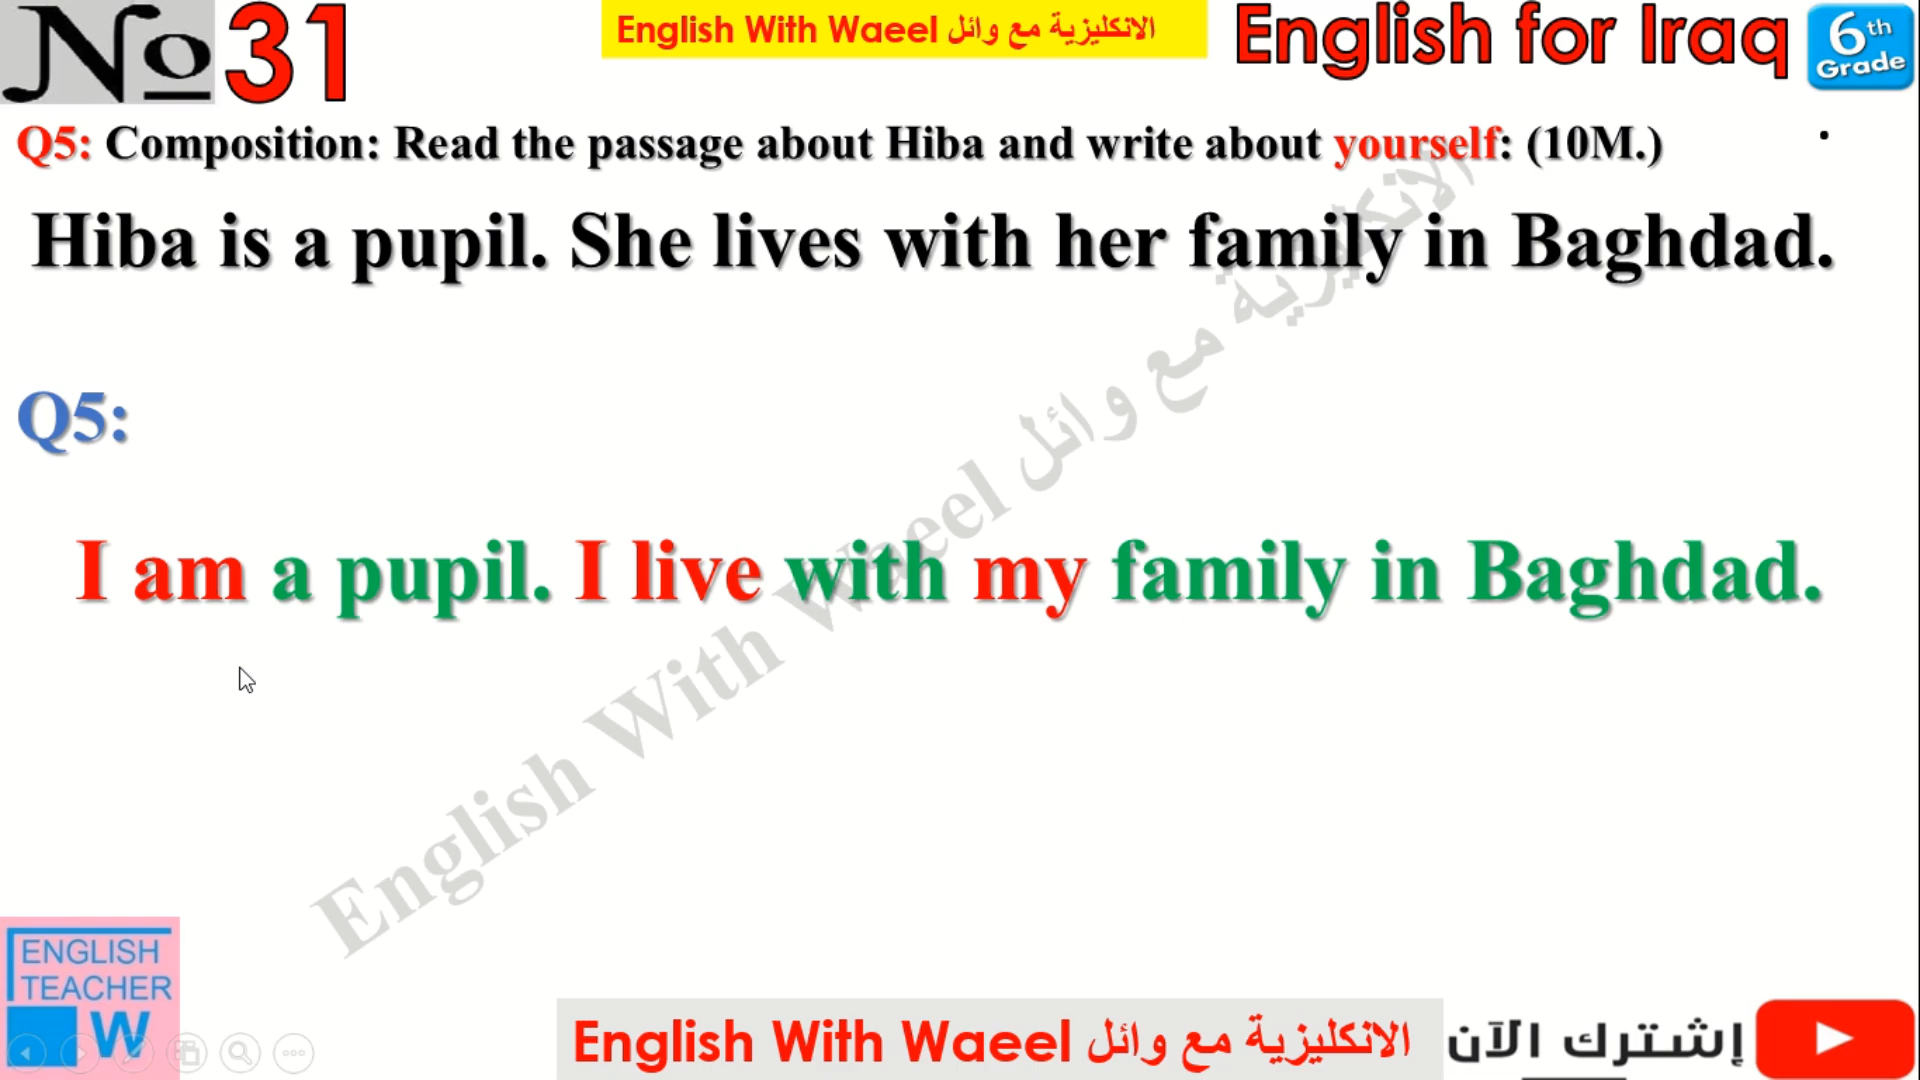 No 31
English With Waeel الانكليزية مع وائل
English for Iraq
6th
Grade
Q5: Composition: Read the passage about Hiba and write about yourself: (10M.)
Hiba is a pupil. She lives with her family in Baghdad.
Q5:
I am a pupil. I live with my family in Baghdad.
English With Waeel الانكليزية مع وائل
ENGLISH
TEACHER
W
English With Waeel الانكليزية مع وائل
إشترك الآن